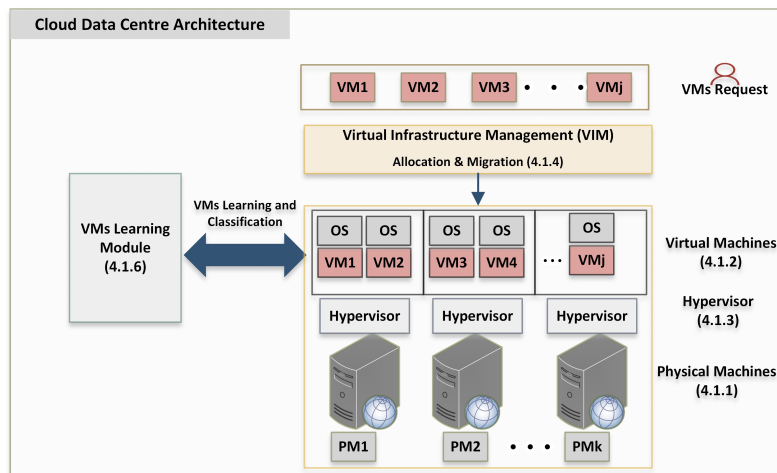 Cloud Data Centre Architecture
VM1 VM2 VM3 • • • VMj
VMs Request
Virtual Infrastructure Management (VIM)
Allocation & Migration (4.1.4)
VMs Learning
Module
(4.1.6)
VMs Learning and
Classification
OS OS OS OS OS
VM1 VM2 VM3 VM4 ... VMj
Virtual Machines
(4.1.2)
Hypervisor Hypervisor Hypervisor
Hypervisor
(4.1.3)
Physical Machines
(4.1.1)
PM1 PM2 • • • PMk